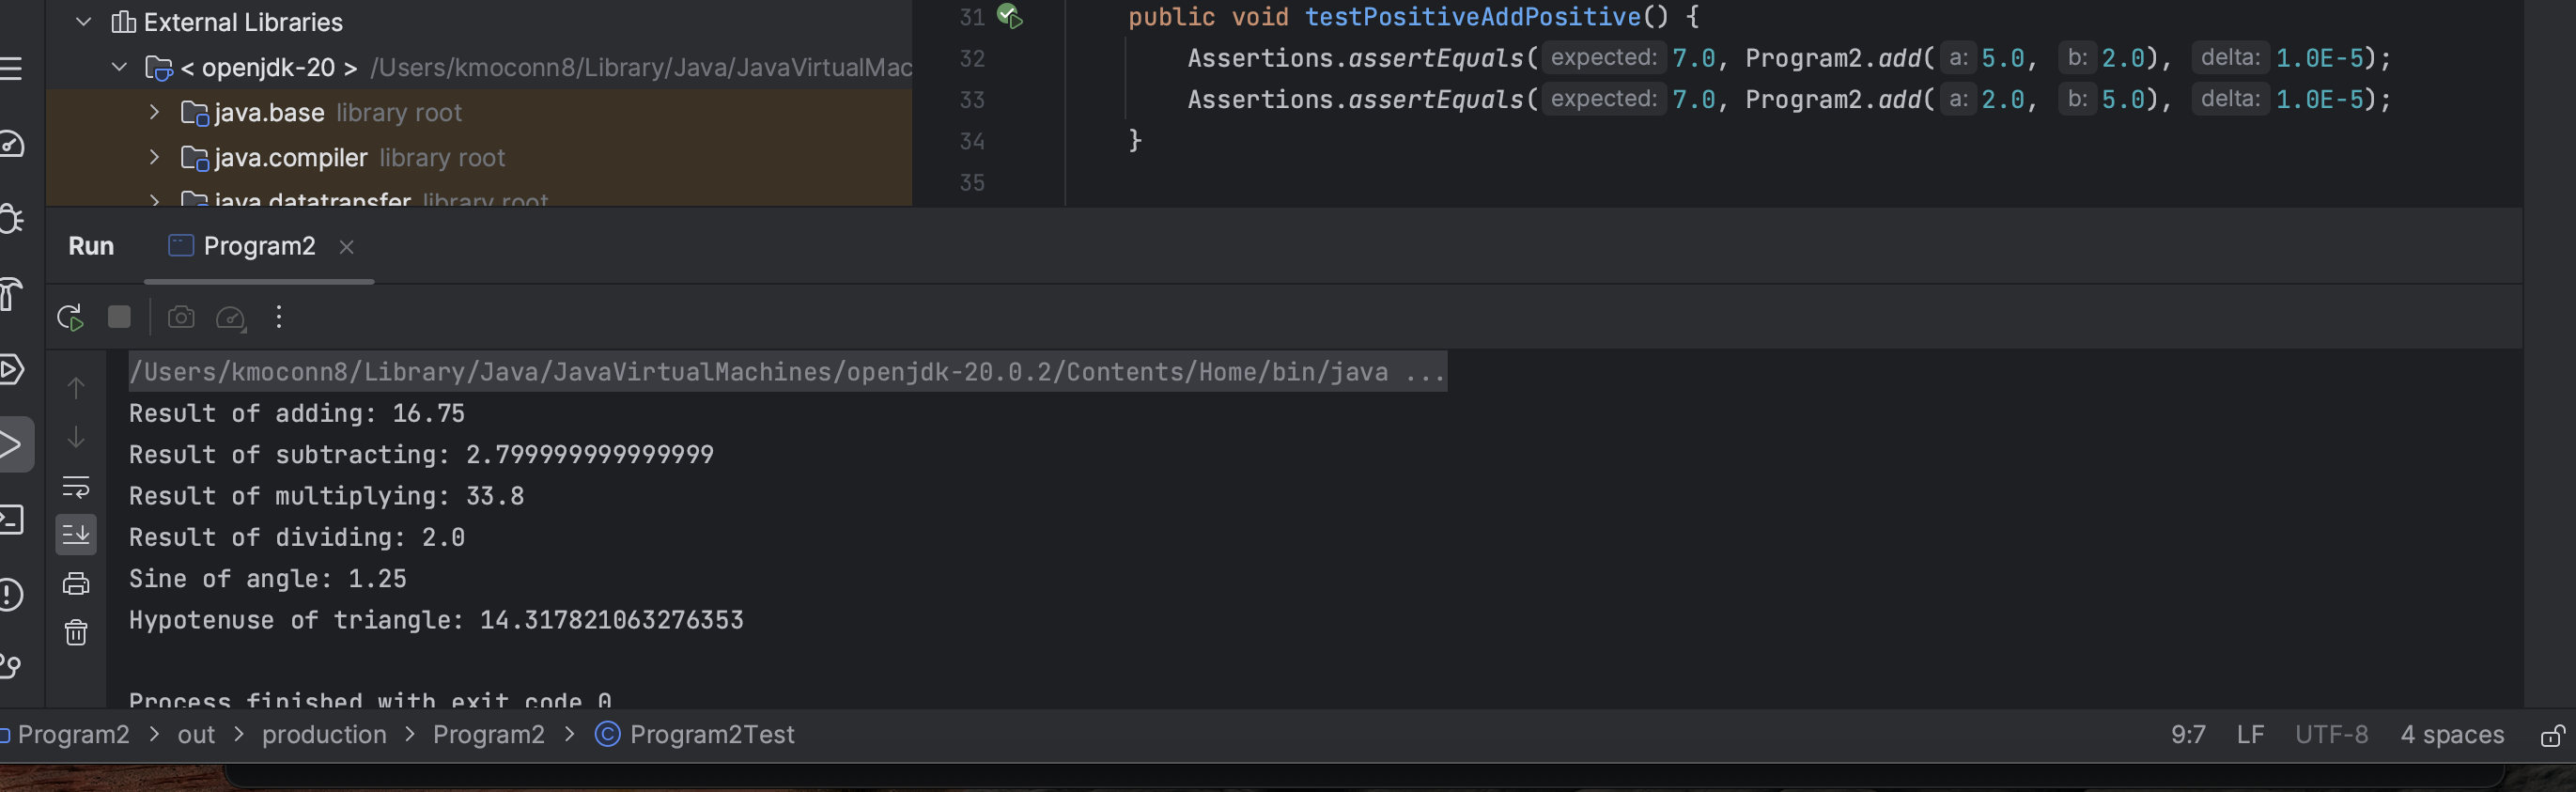 External Libraries
< openjdk-20 > /Users/kmoconn8/Library/Java/JavaVirtualMac
java.base library root
java.compiler library root
java.datatransfer library root
31 public void testPositiveAddPositive() {
32 Assertions.assertEquals( expected: 7.0, Program2.add( a: 5.0, b: 2.0), delta: 1.0E-5);
33 Assertions.assertEquals( expected: 7.0, Program2.add( a: 2.0, b: 5.0), delta: 1.0E-5);
34 }
35
Run Program2
/Users/kmoconn8/Library/Java/JavaVirtualMachines/openjdk-20.0.2/Contents/Home/bin/java ...
Result of adding: 16.75
Result of subtracting: 2.799999999999999
Result of multiplying: 33.8
Result of dividing: 2.0
Sine of angle: 1.25
Hypotenuse of triangle: 14.317821063276353
Process finished with exit code 0
Program2 > out > production > Program2 > Program2Test 9:7 LF UTF-8 4 spaces